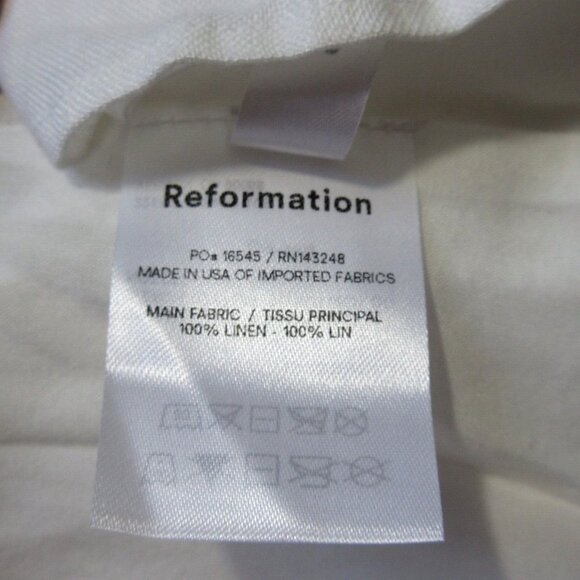 Reformation
PO# 16545 / RN143248
MADE IN USA OF IMPORTED FABRICS
MAIN FABRIC / TISSU PRINCIPAL
100% LINEN - 100% LIN